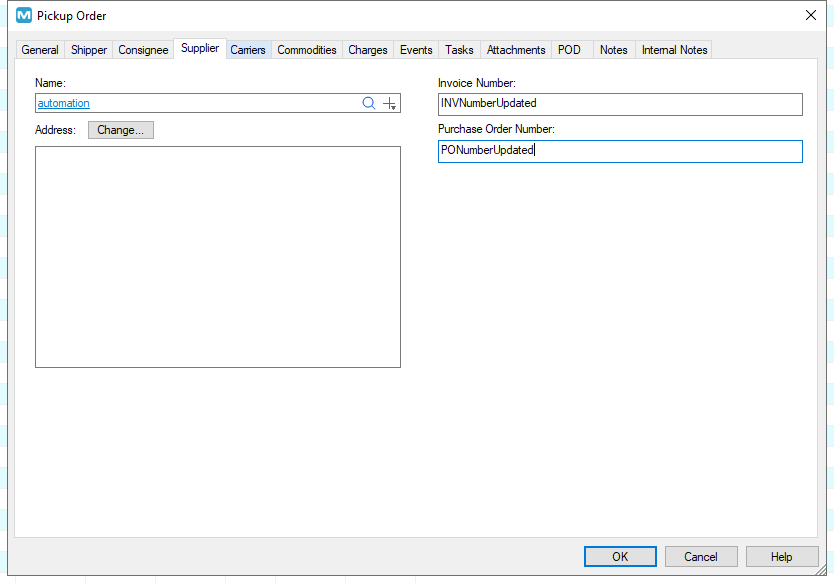 M Pickup Order
General Shipper Consignee Supplier Carriers Commodities Charges Events Tasks Attachments POD Notes Internal Notes
Name:
automation
Address: Change...
Invoice Number:
INVNumberUpdated
Purchase Order Number:
PONumberUpdated
OK Cancel Help